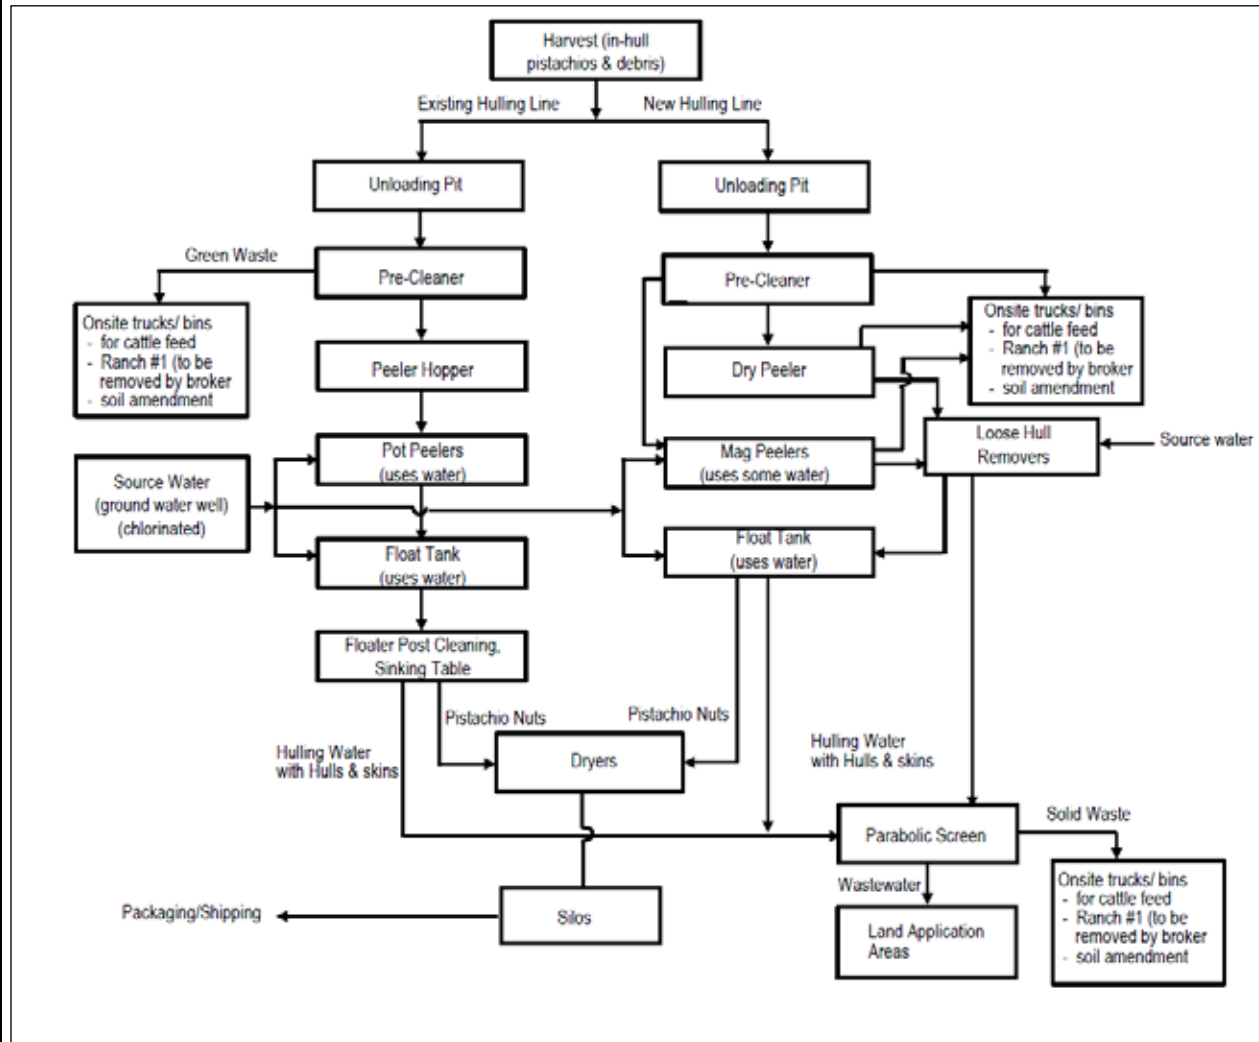 Harvest (in-hull
pistachios & debris)
Existing Hulling Line
New Hulling Line
Unloading Pit
Unloading Pit
Green Waste
Pre-Cleaner
Pre-Cleaner
Onsite trucks/ bins
- for cattle feed
- Ranch #1 (to be
removed by broker
- soil amendment
Onsite trucks/ bins
- for cattle feed
- Ranch #1 (to be
removed by broker
- soil amendment
Peeler Hopper
Dry Peeler
Loose Hull
Removers
Source water
Pot Peelers
(uses water)
Mag Peelers
(uses some water)
Source Water
(ground water well)
(chlorinated)
Float Tank
(uses water)
Float Tank
(uses water)
Floater Post Cleaning,
Sinking Table
Pistachio Nuts
Pistachio Nuts
Hulling Water
with Hulls & skins
Dryers
Hulling Water
with Hulls & skins
Parabolic Screen
Solid Waste
Wastewater
Onsite trucks/ bins
- for cattle feed
- Ranch #1 (to be
removed by broker
- soil amendment
Packaging/Shipping
Silos
Land Application
Areas